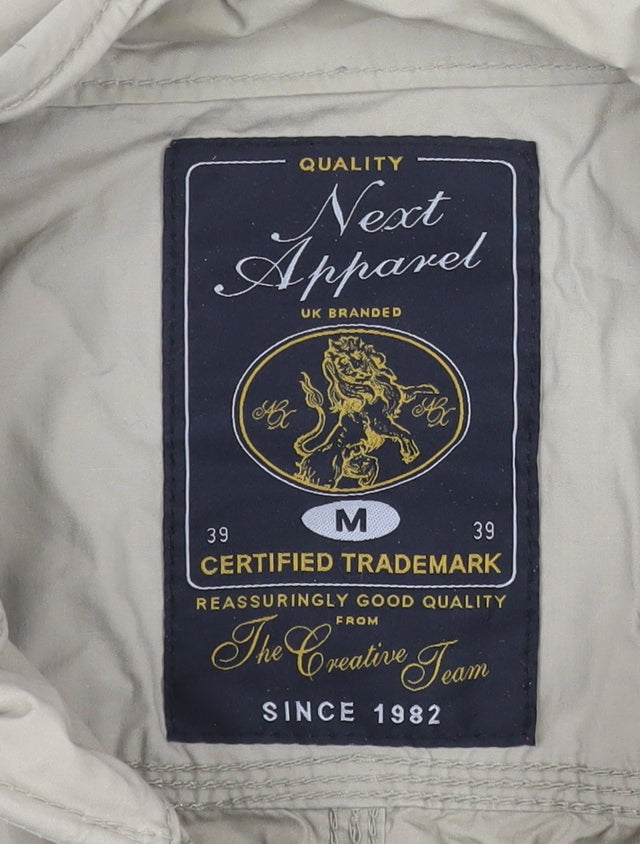 QUALITY
Next
Apparel
UK BRANDED
M
39 39
CERTIFIED TRADEMARK
REASSURINGLY GOOD QUALITY
FROM
The Creative Team
SINCE 1982